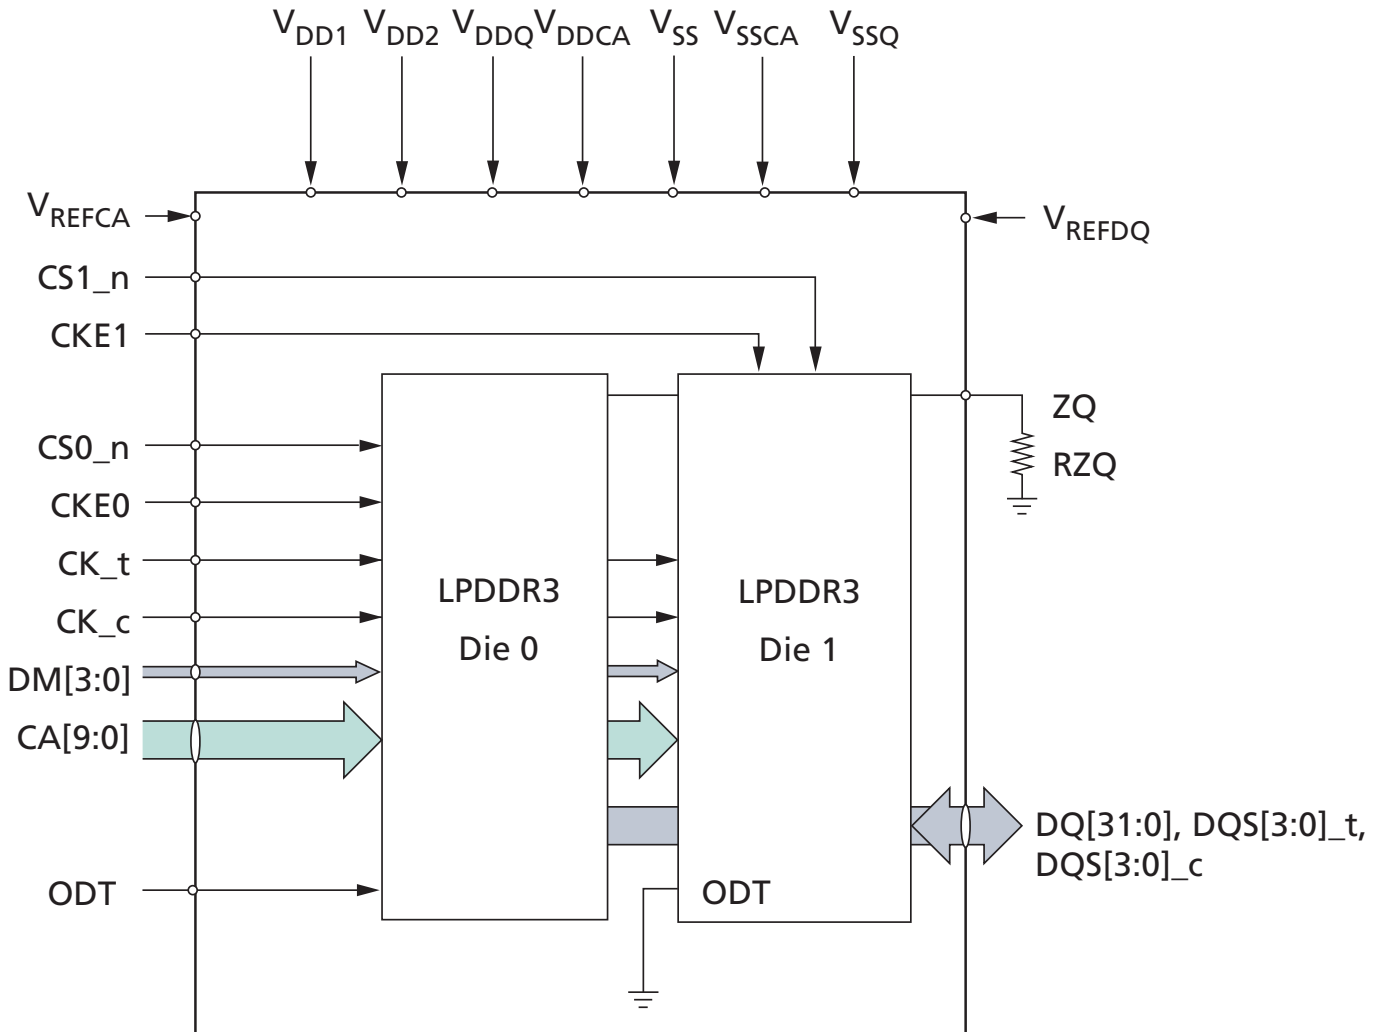 VDD1 VDD2 VDDQ VDDCA VSS VSSCA VSSQ
VREFCA
VREFDQ
CS1_n
CKE1
ZQ
CS0_n
RZQ
CKE0
CK_t
CK_c
LPDDR3
Die 0
LPDDR3
Die 1
DM[3:0]
CA[9:0]
DQ[31:0], DQS[3:0]_t,
DQS[3:0]_c
ODT
ODT